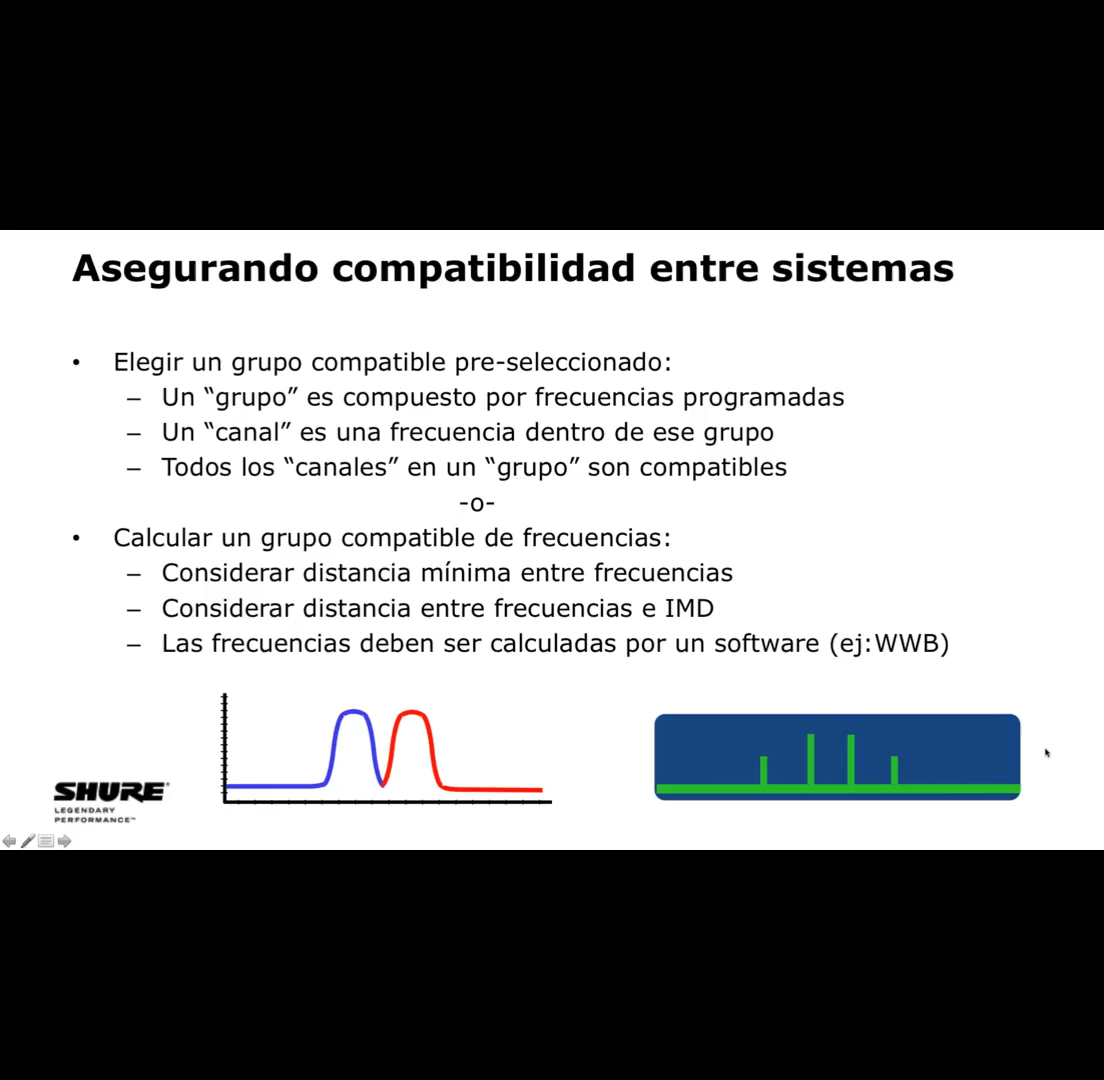 Asegurando compatibilidad entre sistemas
• Elegir un grupo compatible pre-seleccionado:
– Un “grupo” es compuesto por frecuencias programadas
– Un “canal” es una frecuencia dentro de ese grupo
– Todos los “canales” en un “grupo” son compatibles
-o-
• Calcular un grupo compatible de frecuencias:
– Considerar distancia mínima entre frecuencias
– Considerar distancia entre frecuencias e IMD
– Las frecuencias deben ser calculadas por un software (ej:WWB)
SHURE
LEGENDARY
PERFORMANCE™